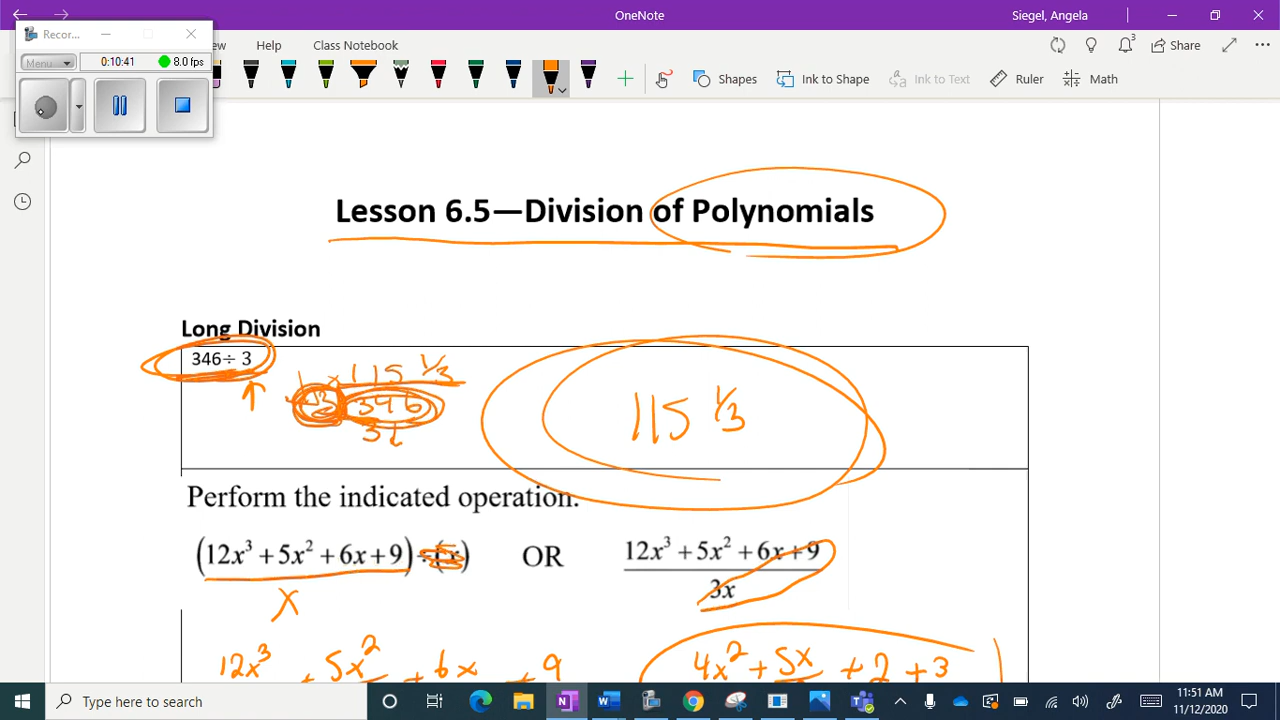 OneNote
Siegel, Angela
Recor...
Menu
0:10:41
8.0 fps
Help
Class Notebook
Share
Shapes
Ink to Shape
Ink to Text
Ruler
Math
Lesson 6.5—Division of Polynomials
Long Division
346÷ 3
115 1/3
346
3
115 1/3
Perform the indicated operation.
(12x³ + 5x² + 6x + 9) OR 12x³ + 5x² + 6x + 9
x
3x
12x³ + 5x² + 6x + 9
4x² + 5x + 2 + 3
Type here to search
11:51 AM
11/12/2020